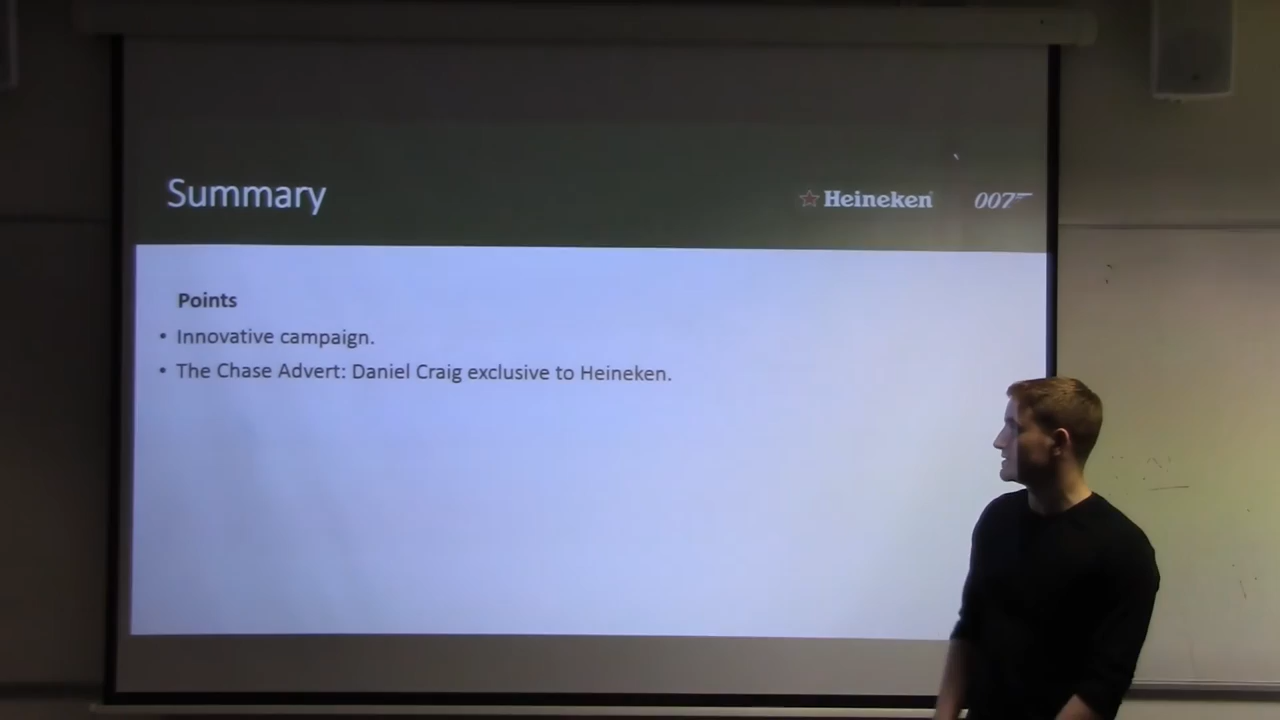 Summary
Heineken
007
Points
• Innovative campaign.
• The Chase Advert: Daniel Craig exclusive to Heineken.